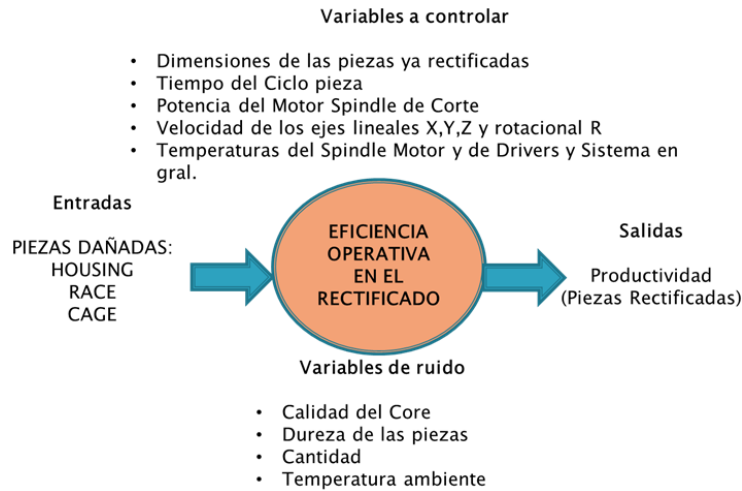 Variables a controlar
• Dimensiones de las piezas ya rectificadas
• Tiempo del Ciclo pieza
• Potencia del Motor Spindle de Corte
• Velocidad de los ejes lineales X,Y,Z y rotacional R
• Temperaturas del Spindle Motor y de Drivers y Sistema en
gral.
Entradas
PIEZAS DAÑADAS:
HOUSING
RACE
CAGE
EFICIENCIA
OPERATIVA
EN EL
RECTIFICADO
Salidas
Productividad
(Piezas Rectificadas)
Variables de ruido
• Calidad del Core
• Dureza de las piezas
• Cantidad
• Temperatura ambiente